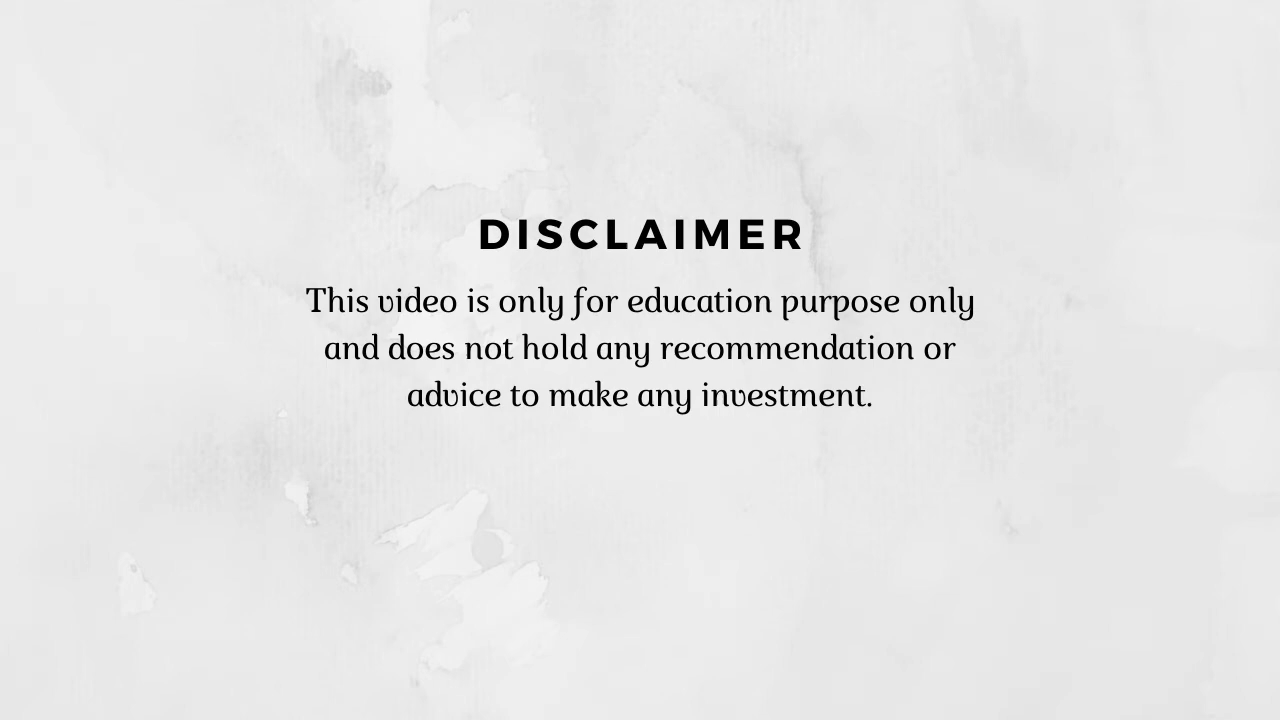 DISCLAIMER
This video is only for education purpose only
and does not hold any recommendation or
advice to make any investment.